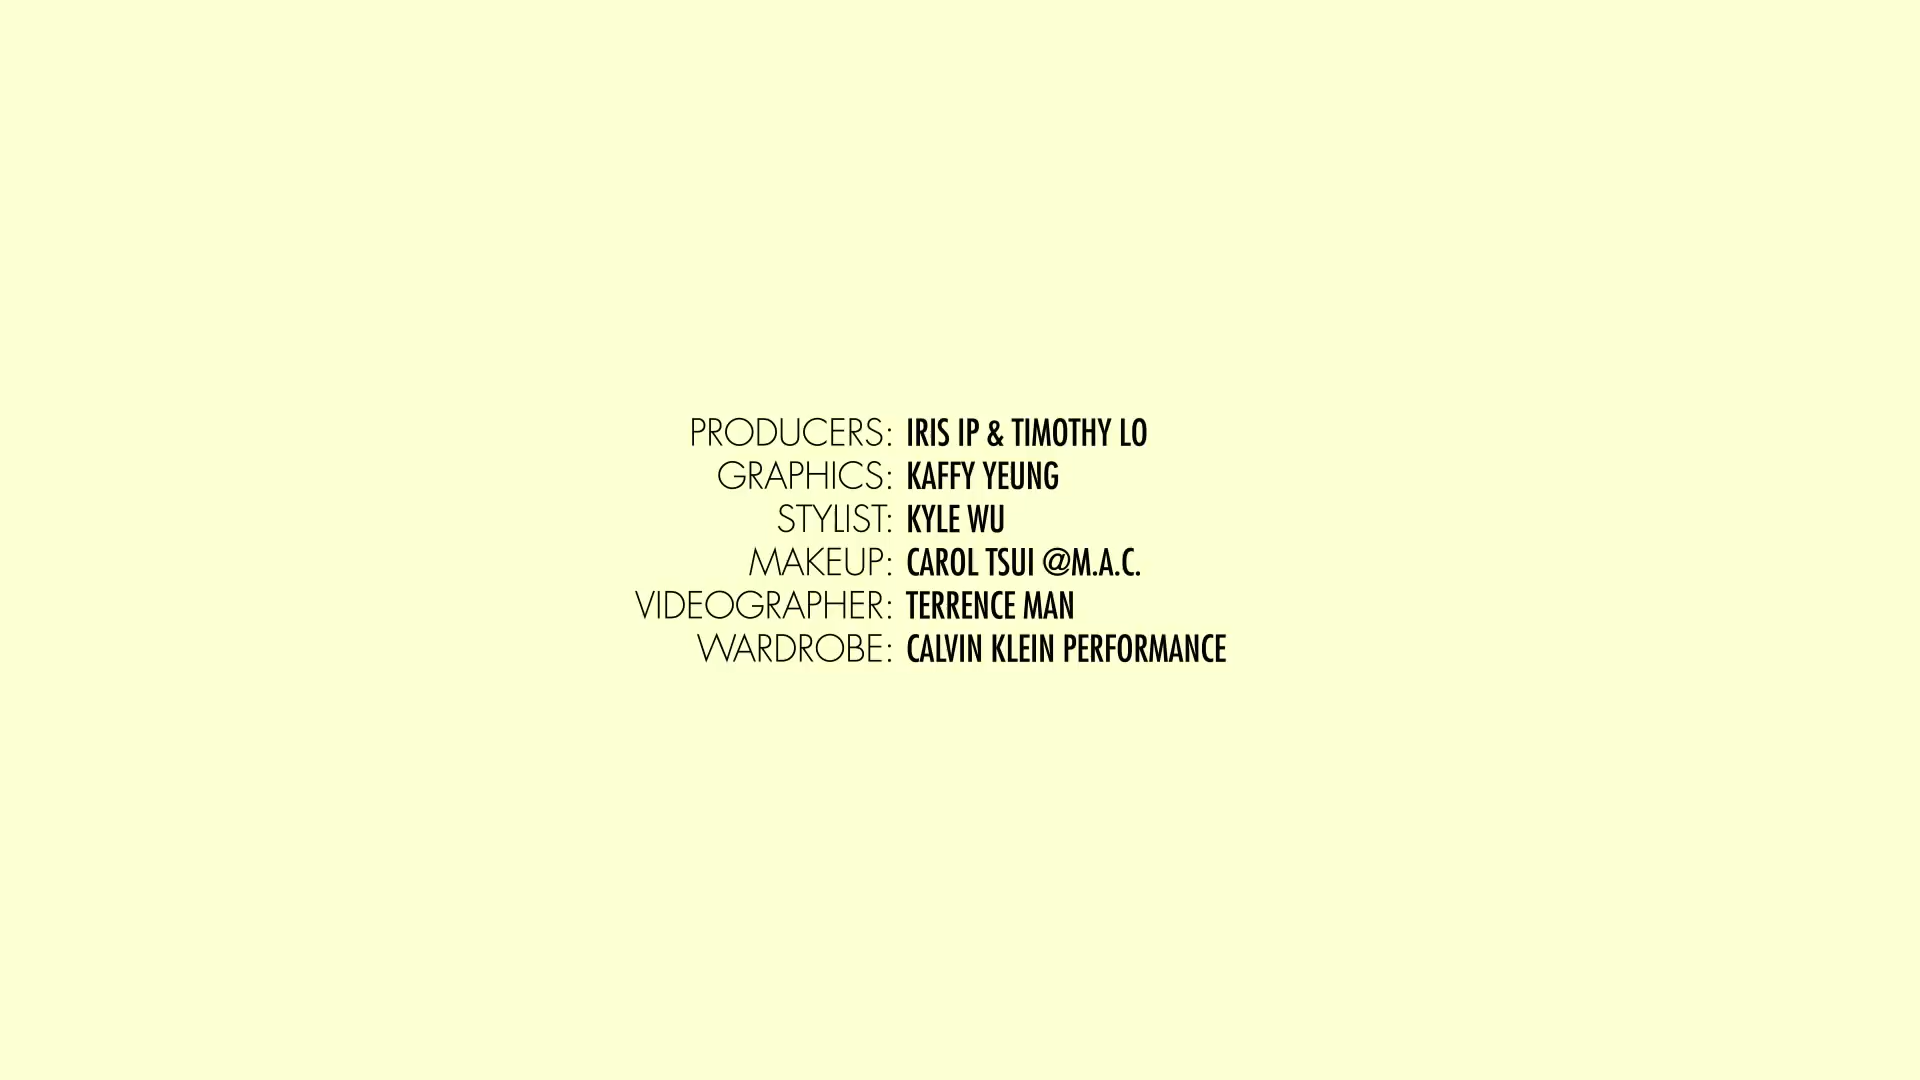 PRODUCERS: IRIS IP & TIMOTHY LO
GRAPHICS: KAFFY YEUNG
STYLIST: KYLE WU
MAKEUP: CAROL TSUI @M.A.C.
VIDEOGRAPHER: TERRENCE MAN
WARDROBE: CALVIN KLEIN PERFORMANCE